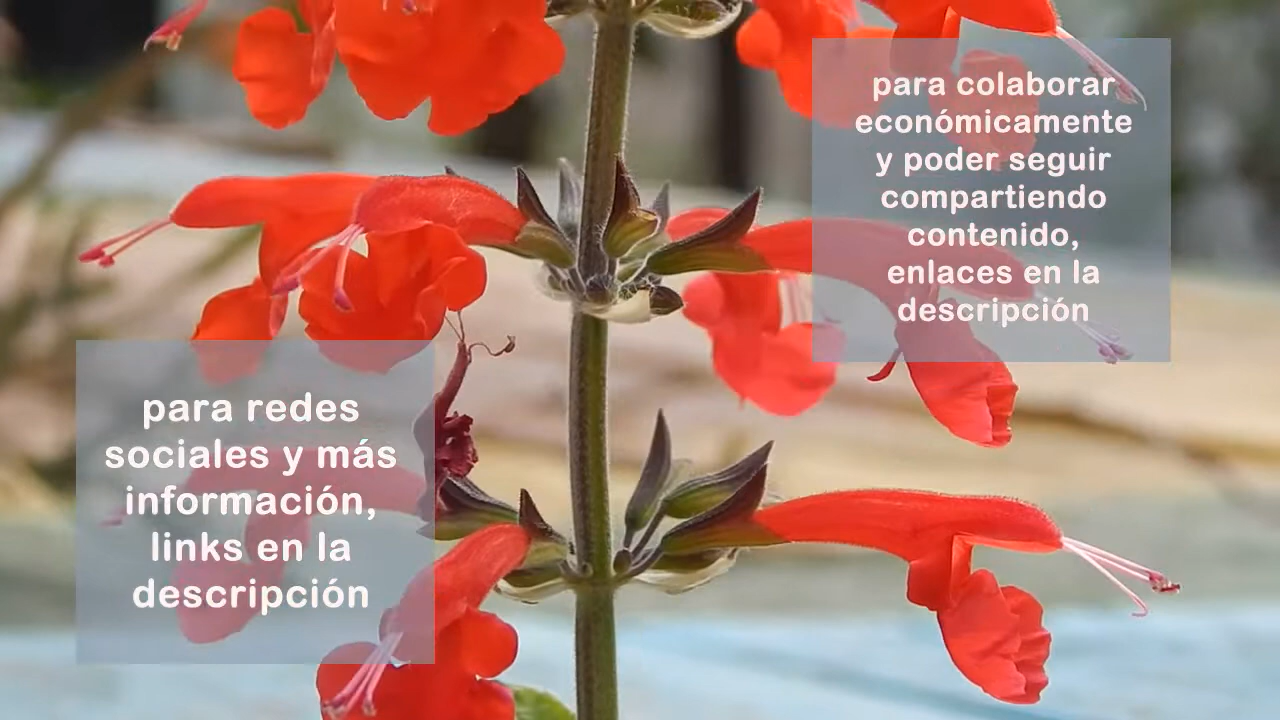 para colaborar
económicamente
y poder seguir
compartiendo
contenido,
enlaces en la
descripción
para redes
sociales y más
información,
links en la
descripción